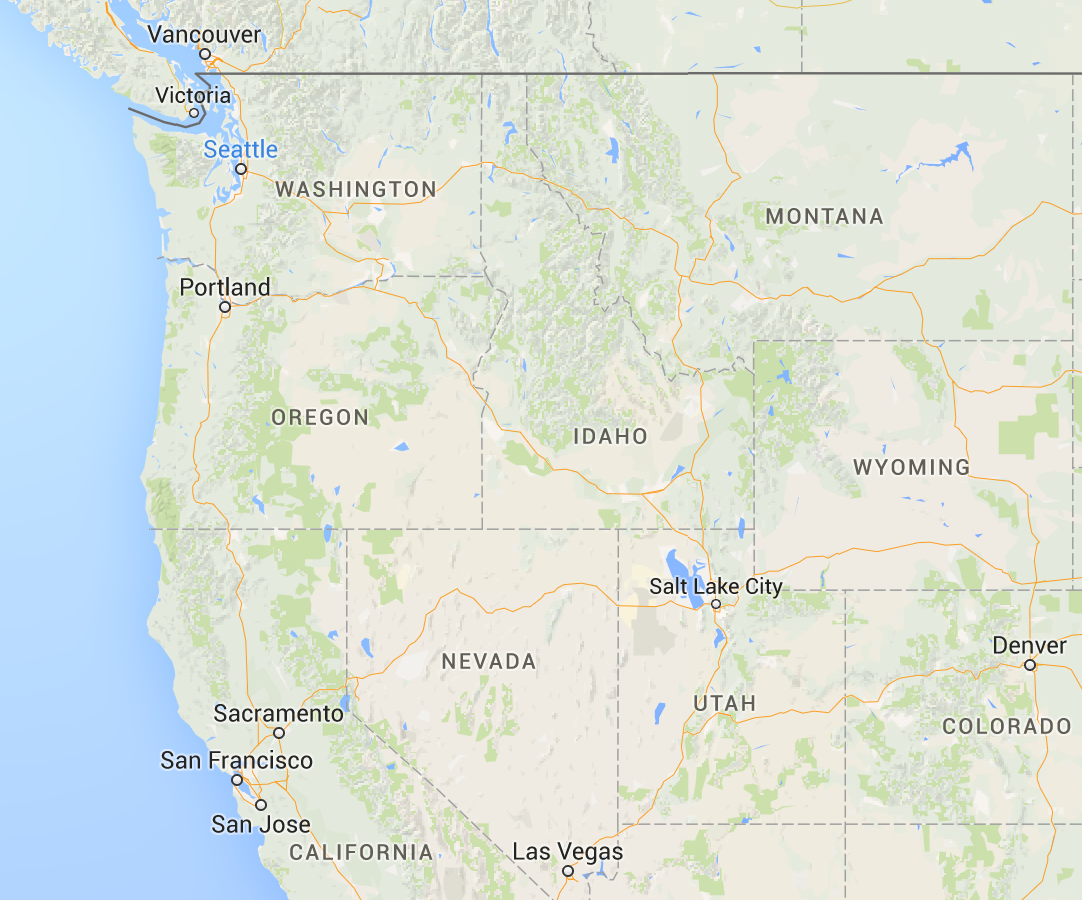 Vancouver
Victoria
Seattle
WASHINGTON
MONTANA
Portland
OREGON
IDAHO
WYOMING
Salt Lake City
Denver
NEVADA
UTAH
Sacramento
COLORADO
San Francisco
San Jose
CALIFORNIA
Las Vegas